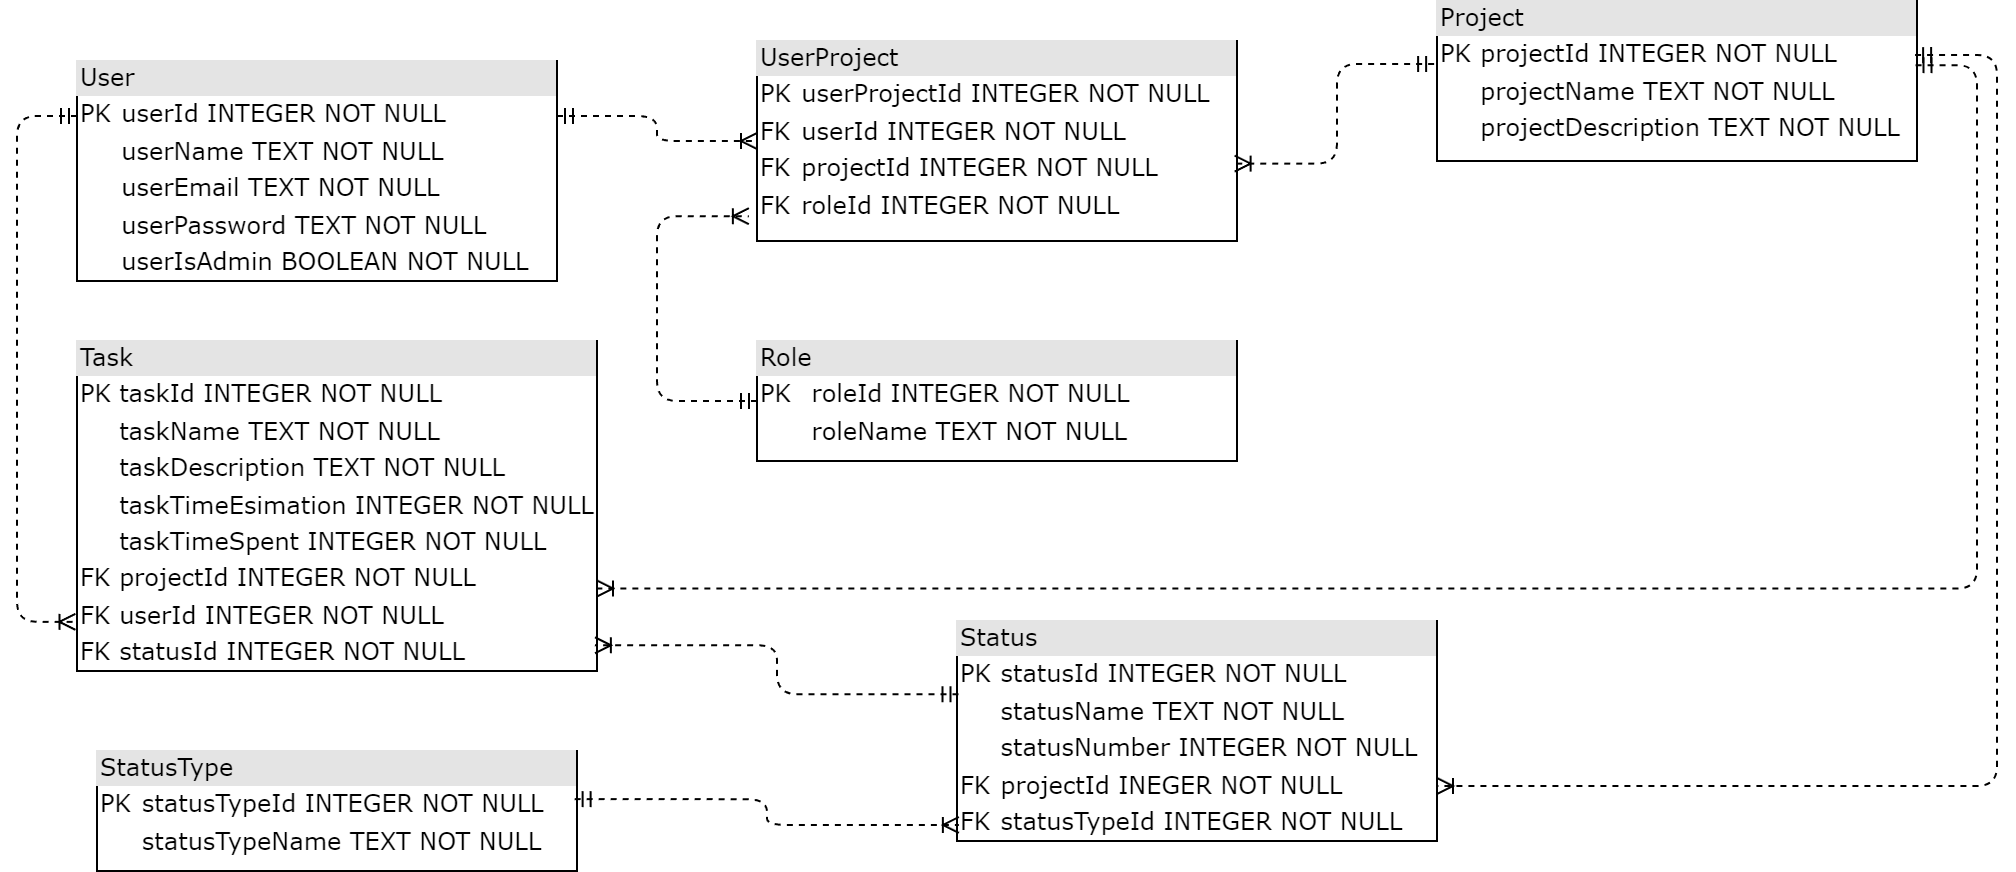 User
PK userId INTEGER NOT NULL
userName TEXT NOT NULL
userEmail TEXT NOT NULL
userPassword TEXT NOT NULL
userIsAdmin BOOLEAN NOT NULL
UserProject
PK userProjectId INTEGER NOT NULL
FK userId INTEGER NOT NULL
FK projectId INTEGER NOT NULL
FK roleId INTEGER NOT NULL
Project
PK projectId INTEGER NOT NULL
projectName TEXT NOT NULL
projectDescription TEXT NOT NULL
Task
PK taskId INTEGER NOT NULL
taskName TEXT NOT NULL
taskDescription TEXT NOT NULL
taskTimeEsimation INTEGER NOT NULL
taskTimeSpent INTEGER NOT NULL
FK projectId INTEGER NOT NULL
FK userId INTEGER NOT NULL
FK statusId INTEGER NOT NULL
Role
PK roleId INTEGER NOT NULL
roleName TEXT NOT NULL
Status
PK statusId INTEGER NOT NULL
statusName TEXT NOT NULL
statusNumber INTEGER NOT NULL
FK projectId INEGER NOT NULL
FK statusTypeId INTEGER NOT NULL
StatusType
PK statusTypeId INTEGER NOT NULL
statusTypeName TEXT NOT NULL